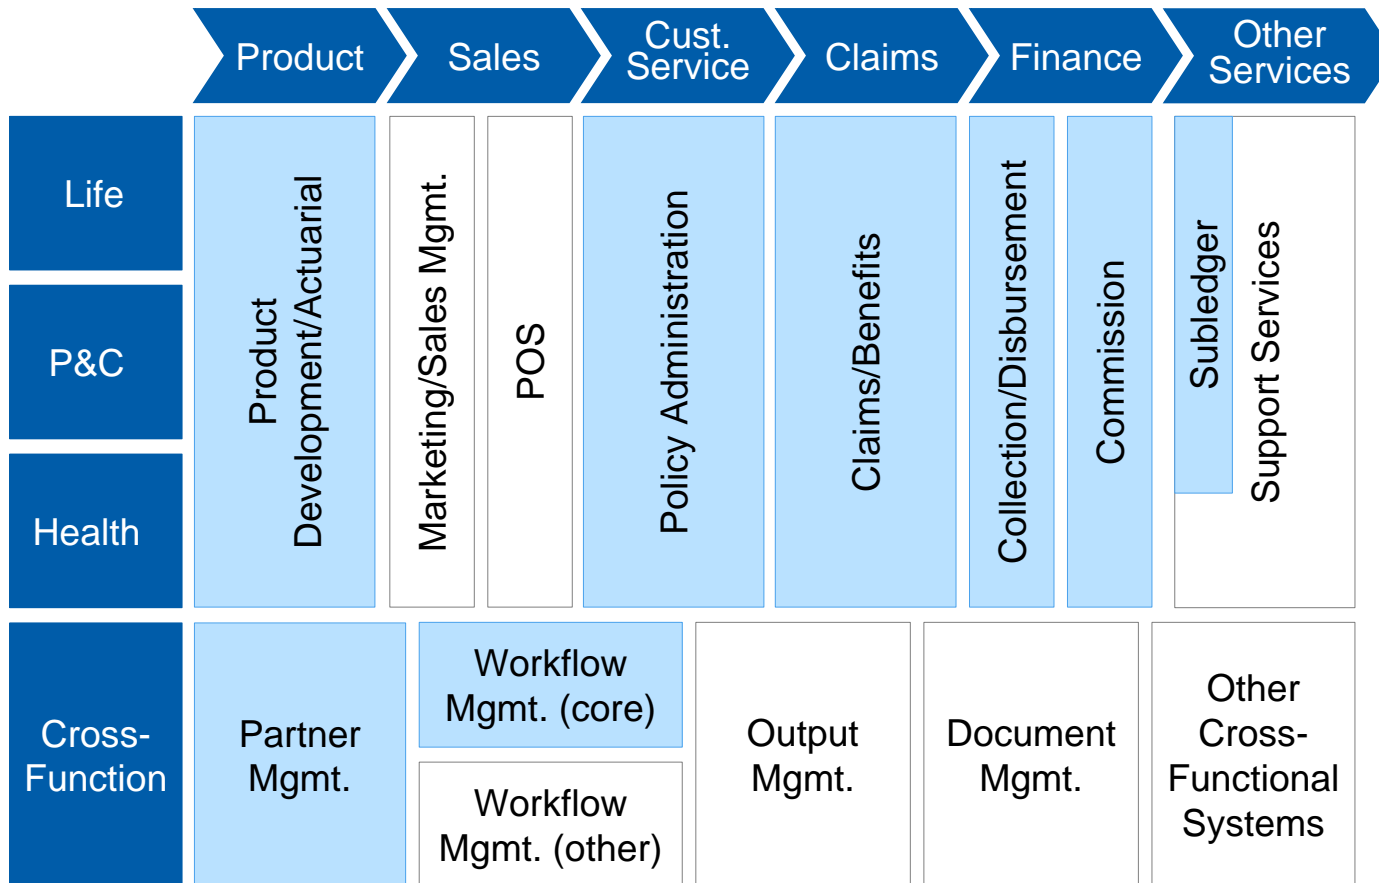 Product
Sales
Cust.
Service
Claims
Finance
Other
Services
Life
P&C
Health
Product
Development/Actuarial
Marketing/Sales Mgmt.
POS
Policy Administration
Claims/Benefits
Collection/Disbursement
Commission
Subledger
Support Services
Cross-
Function
Partner
Mgmt.
Workflow
Mgmt. (core)
Workflow
Mgmt. (other)
Output
Mgmt.
Document
Mgmt.
Other
Cross-
Functional
Systems